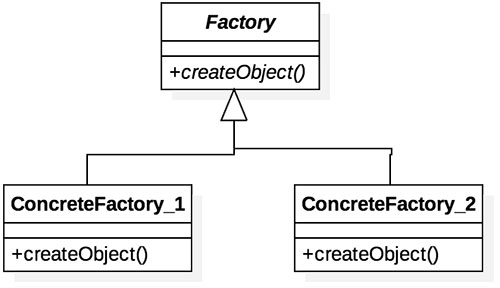 Factory
+createObject()
ConcreteFactory_1
+createObject()
ConcreteFactory_2
+createObject()